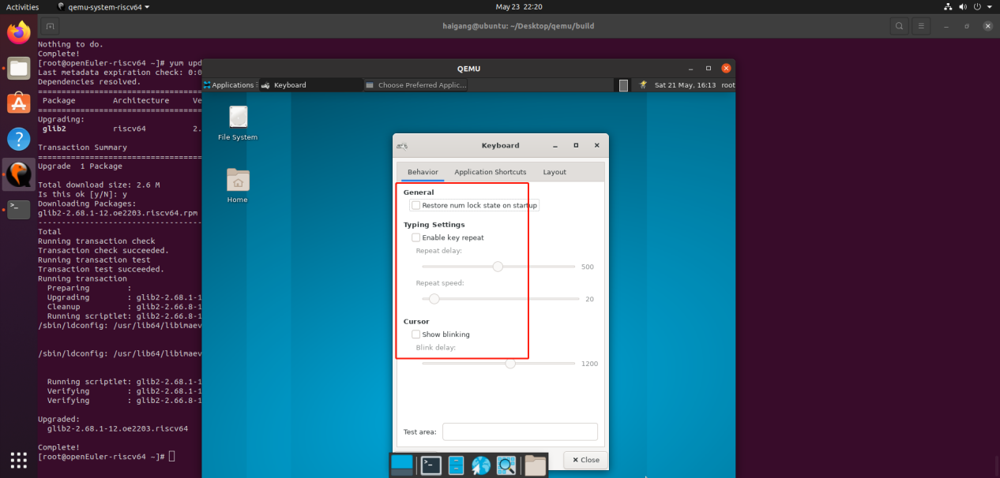 Activities
qemu-system-riscv64
May 23 22:20
haigang@ubuntu: ~/Desktop/qemu/build
Nothing to do.
Complete!
[root@openEuler-riscv64 ~]# yum upd
Last metadata expiration check: 0:0
Dependencies resolved.
Package Architecture Ve
Upgrading:
glib2 riscv64 2.
Transaction Summary
Upgrade 1 Package
Total download size: 2.6 M
Is this ok [y/N]: y
Downloading Packages:
glib2-2.68.1-12.oe2203.riscv64.rpm
Total
Running transaction check
Transaction check succeeded.
Running transaction test
Transaction test succeeded.
Running transaction
Preparing :
Upgrading : glib2-2.68.1-1
Cleanup : glib2-2.66.8-1
Running scriptlet: glib2-2.66.8-1
/sbin/ldconfig: /usr/lib64/libimaev
/sbin/ldconfig: /usr/lib64/libimaev
Running scriptlet: glib2-2.68.1-1
Verifying : glib2-2.68.1-1
Verifying : glib2-2.66.8-1
Upgraded:
glib2-2.68.1-12.oe2203.riscv64
Complete!
[root@openEuler-riscv64 ~]#
QEMU
Applications
Keyboard
Choose Preferred Applic...
Sat 21 May, 16:13 root
File System
Home
Keyboard
Behavior
Application Shortcuts
Layout
General
Restore num lock state on startup
Typing Settings
Enable key repeat
Repeat delay:
500
Repeat speed:
20
Cursor
Show blinking
Blink delay:
1200
Test area:
Close